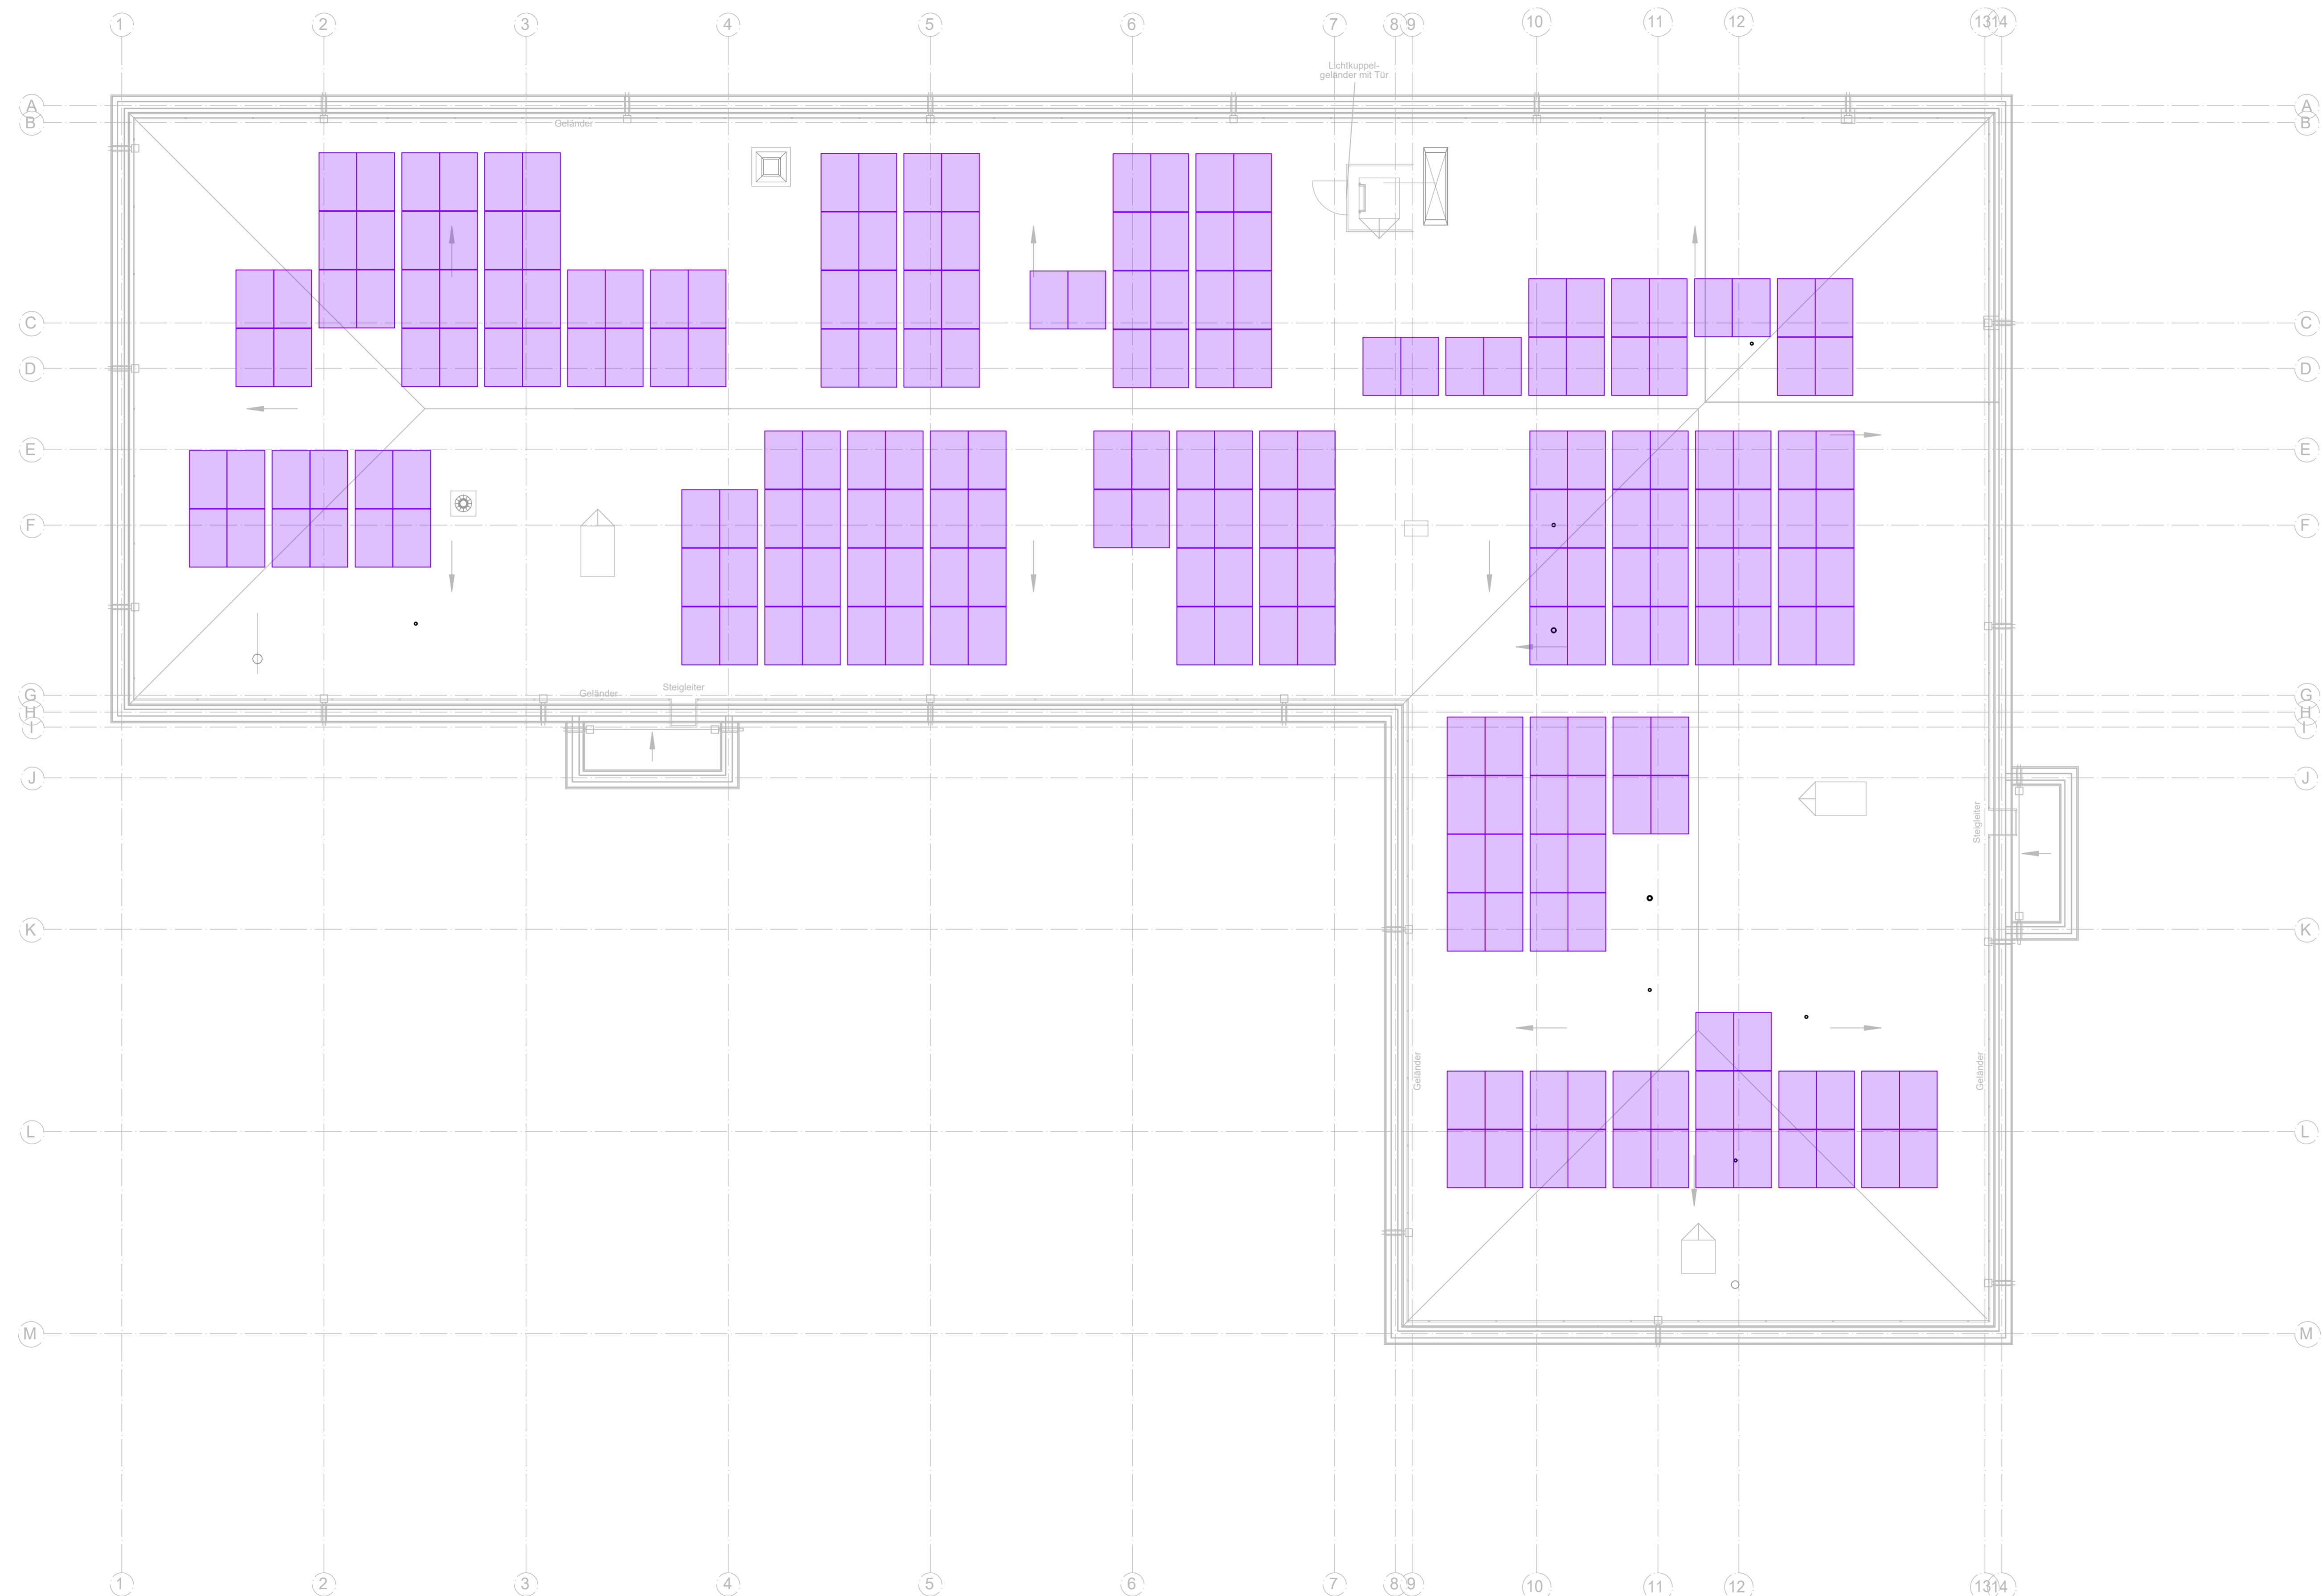 1 2 3 4 5 6 7 8 9 10 11 12 13 14
Lichtkuppel-
geländer mit Tür
A A
B Geländer B
C C
D D
E E
F F
Geländer Steigleiter
G G
H H
I I
J J
Steigleiter
K K
Geländer Geländer
L L
M M
1 2 3 4 5 6 7 8 9 10 11 12 13 14